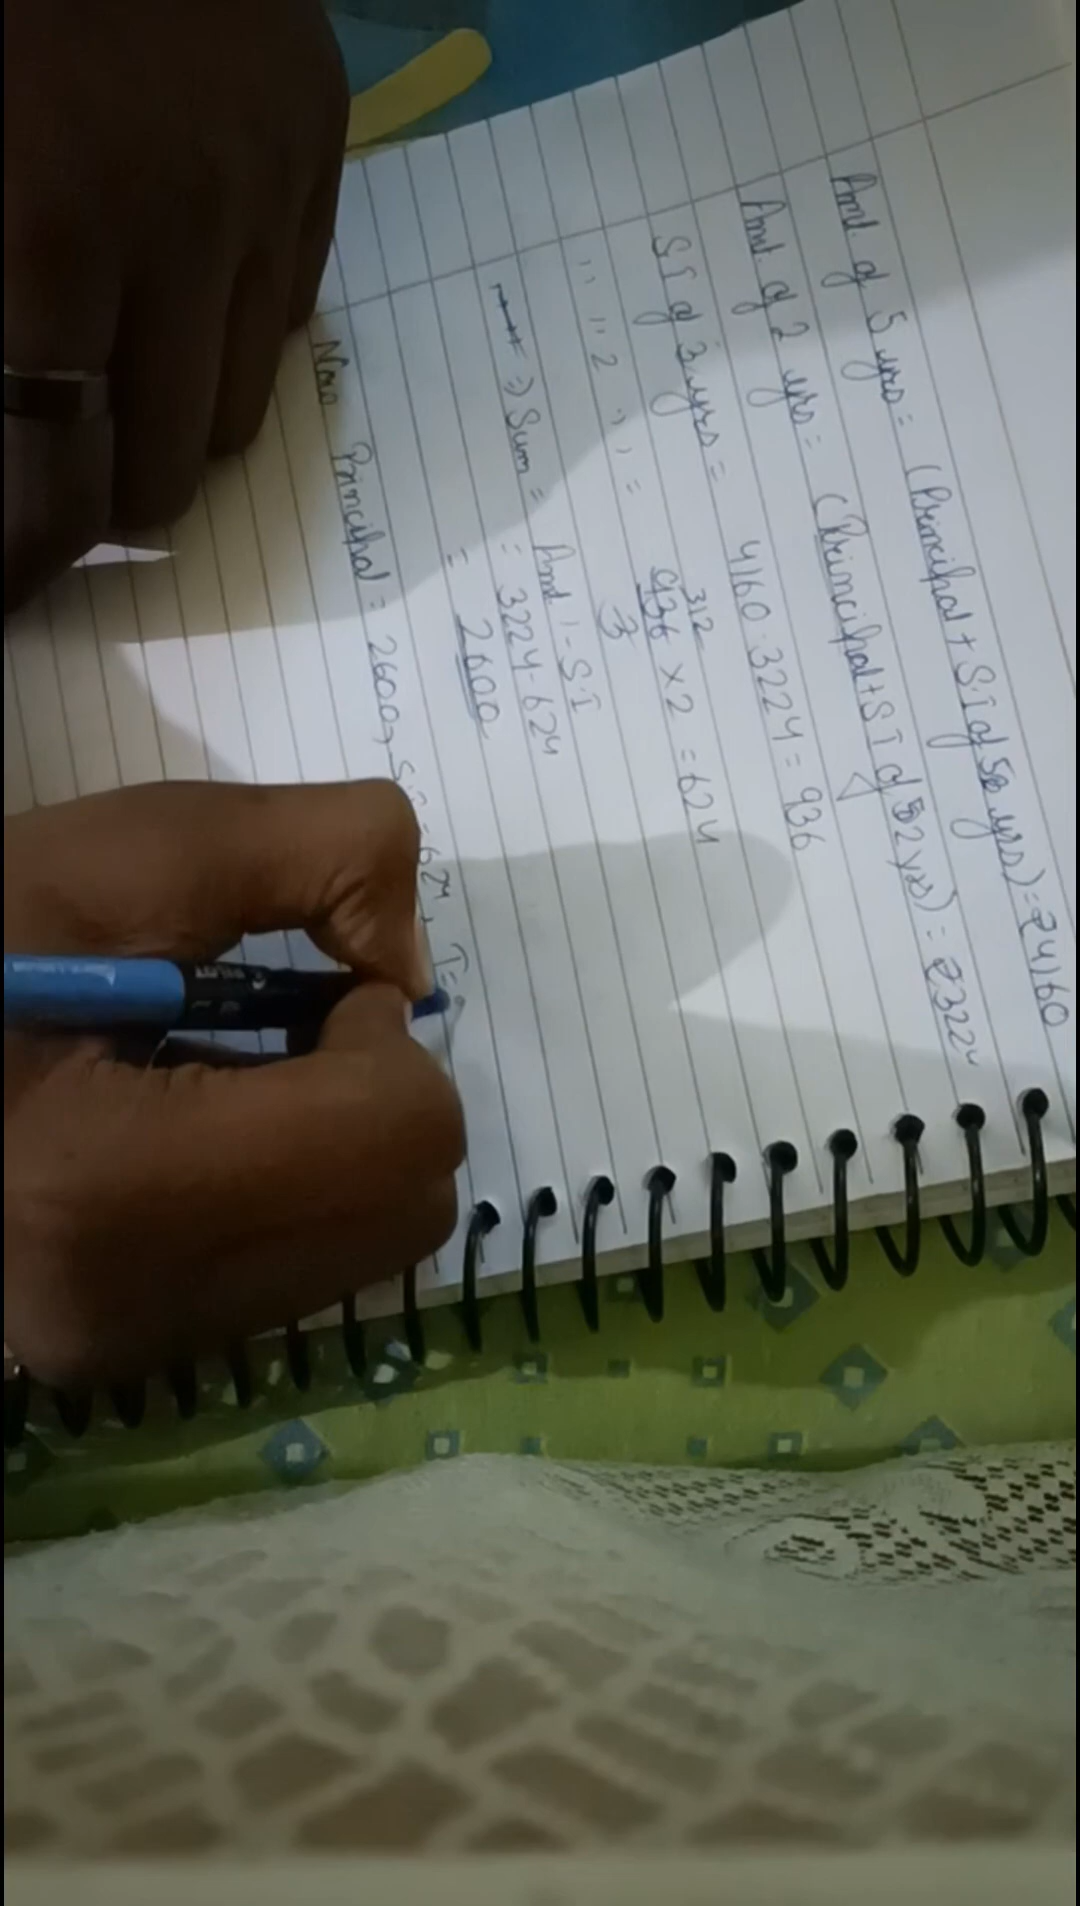 Amt. of 5 yrs = (Principal + S.I of 5 yrs) = ₹4160
Amt. of 2 yrs = (Principal + S I of 2 yrs) = ₹3224
S I of 3 yrs = 4160 - 3224 = 936
312
" " 2 " " = 936 × 2 = 624
3
⇒ Sum = Amt. - S.I
= 3224 - 624
= 2600
Now Principal = 2600, S.I = 624, T =
PILOT